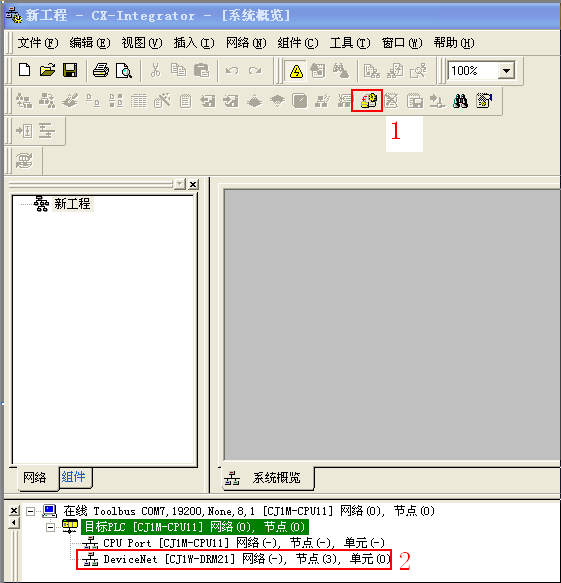 新工程 - CX-Integrator - [系统概览]
文件(F) 编辑(E) 视图(V) 插入(I) 网络(N) 组件(C) 工具(T) 窗口(W) 帮助(H)
100%
1
新工程
网络 组件
系统概览
在线 Toolbus COM7,19200,None,8,1 [CJ1M-CPU11] 网络(0), 节点(0)
目标PLC [CJ1M-CPU11] 网络(0), 节点(0)
CPU Port [CJ1M-CPU11] 网络(-), 节点(-), 单元(-)
DeviceNet [CJ1W-DRM21] 网络(-), 节点(3), 单元(0)
2